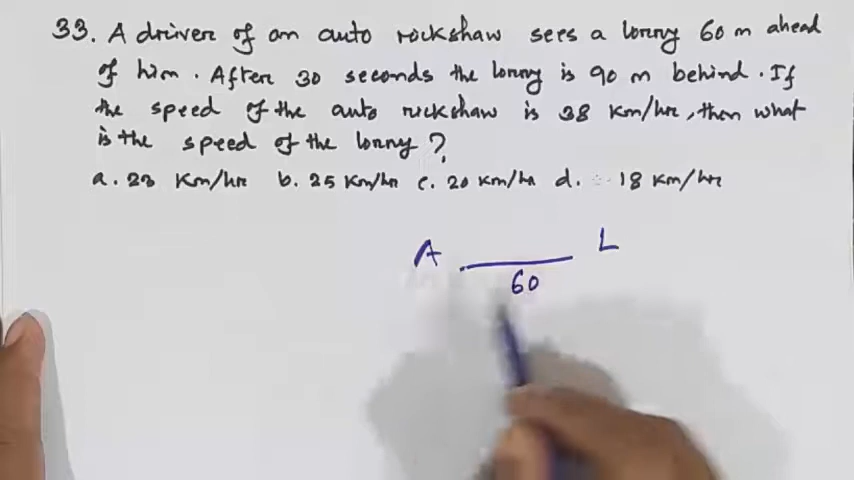 33. A driver of an auto rickshaw sees a lorry 60 m ahead
of him. After 30 seconds the lorry is 90 m behind. If
the speed of the auto rickshaw is 38 Km/hr, then what
is the speed of the lorry?
a. 23 Km/hr b. 25 Km/hr c. 20 Km/hr d. 18 Km/hr
A L
60